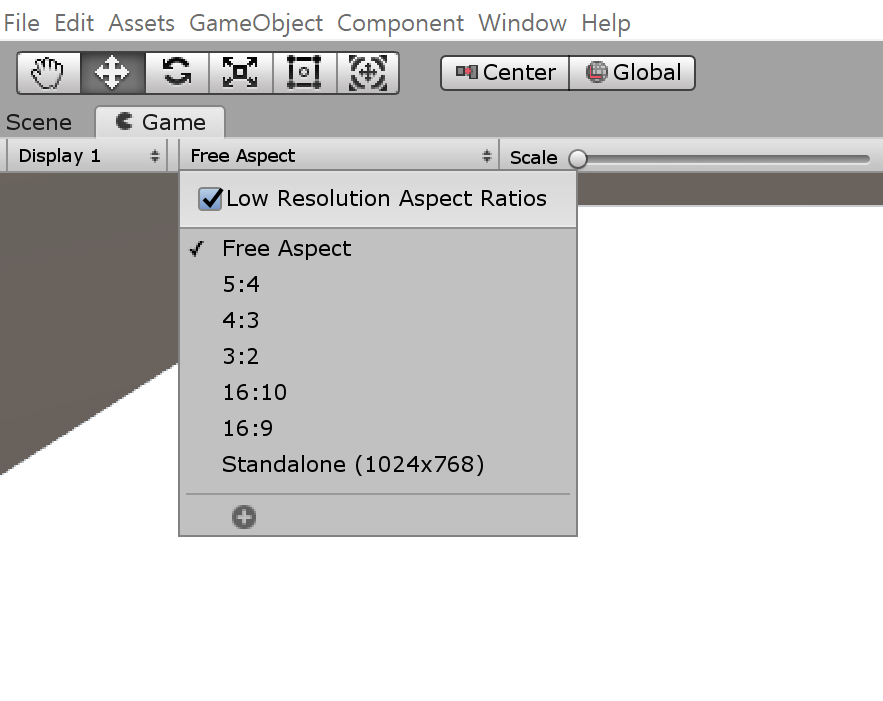 File Edit Assets GameObject Component Window Help
Center Global
Scene Game
Display 1 Free Aspect Scale
Low Resolution Aspect Ratios
Free Aspect
5:4
4:3
3:2
16:10
16:9
Standalone (1024x768)